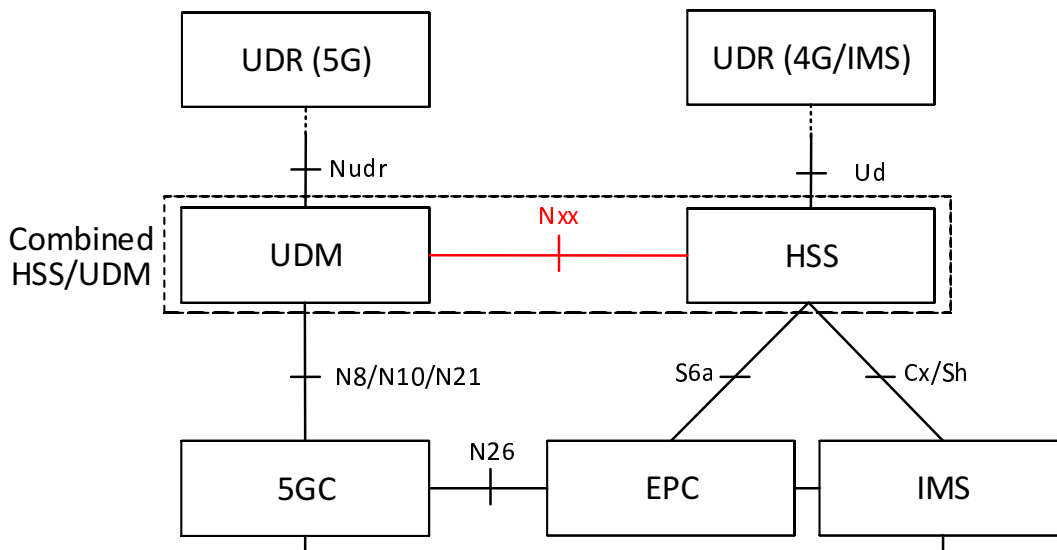 UDR (5G)
UDR (4G/IMS)
Nudr
Ud
Combined
HSS/UDM
UDM
Nxx
HSS
N8/N10/N21
S6a
Cx/Sh
5GC
N26
EPC
IMS